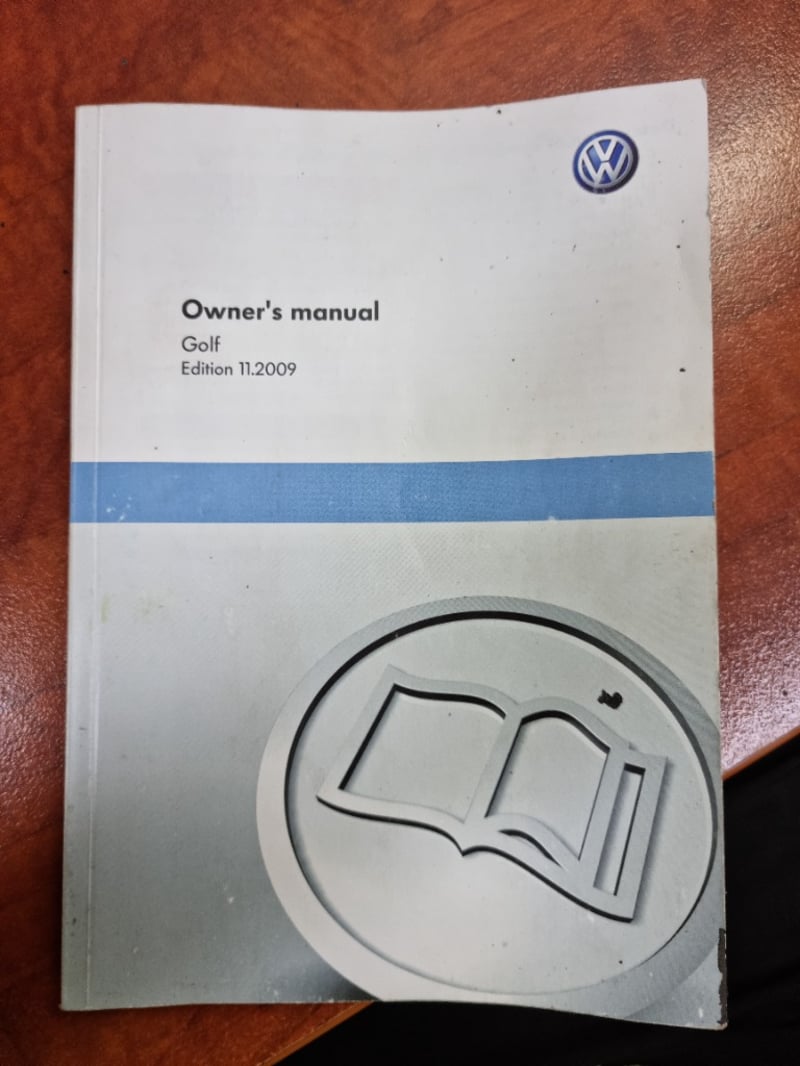 Owner's manual
Golf
Edition 11.2009